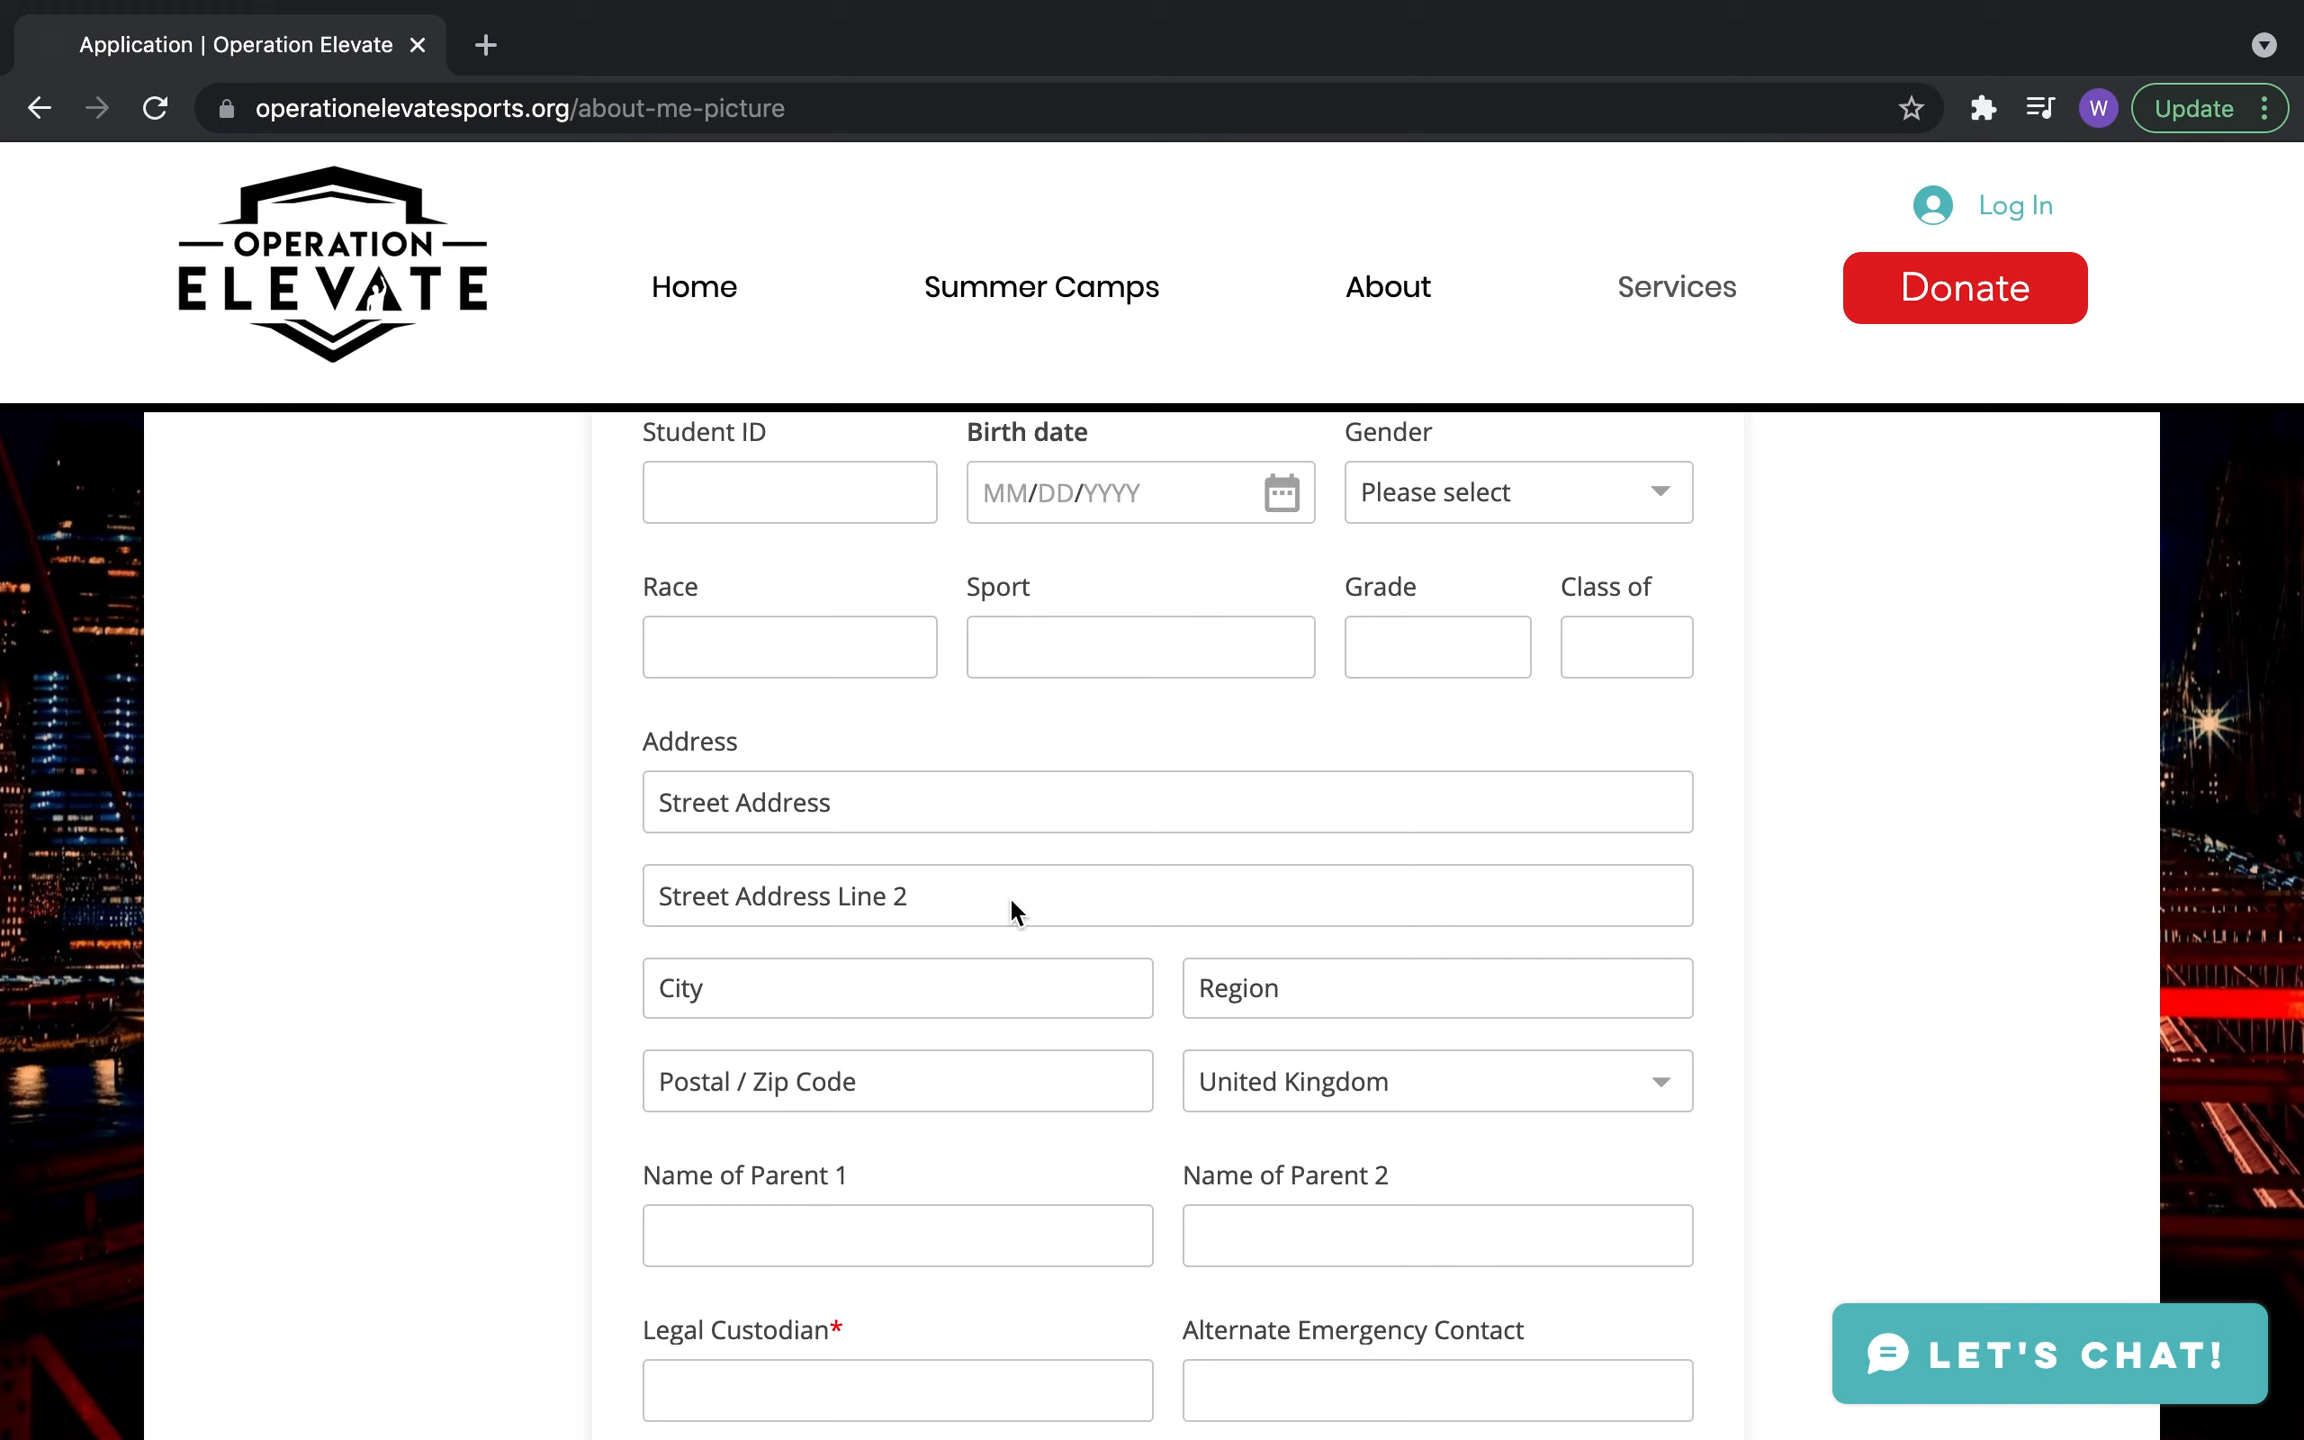 Application | Operation Elevate
operationelevatesports.org/about-me-picture
W
Update
OPERATION
ELEVATE
Log In
Home
Summer Camps
About
Services
Donate
Student ID
Birth date
Gender
MM/DD/YYYY
Please select
Race
Sport
Grade
Class of
Address
Street Address
Street Address Line 2
City
Region
Postal / Zip Code
United Kingdom
Name of Parent 1
Name of Parent 2
Legal Custodian*
Alternate Emergency Contact
LET'S CHAT!